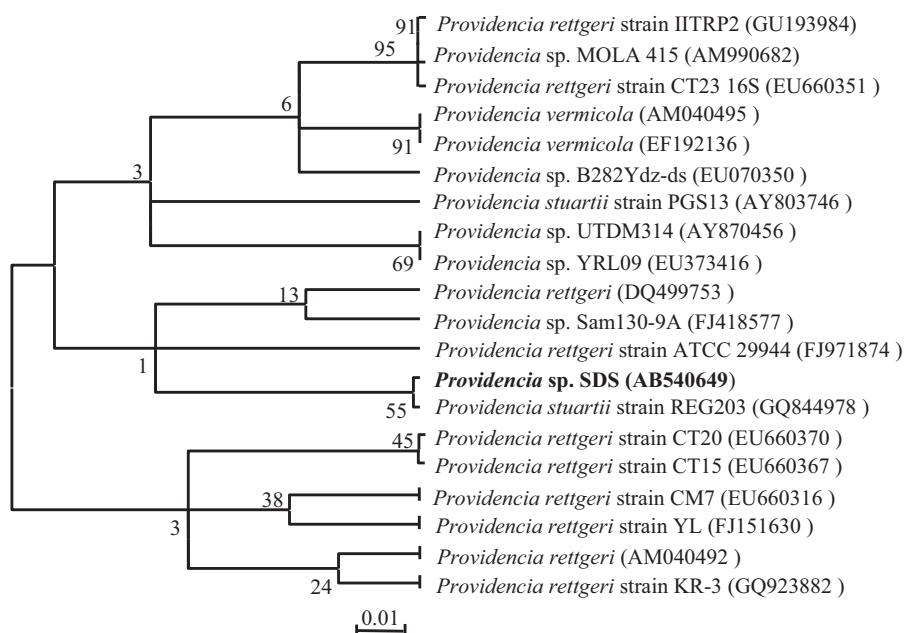 91
Providencia rettgeri strain IITRP2 (GU193984)
95
Providencia sp. MOLA 415 (AM990682)
Providencia rettgeri strain CT23 16S (EU660351 )
6
Providencia vermicola (AM040495 )
91
Providencia vermicola (EF192136 )
3
Providencia sp. B282Ydz-ds (EU070350 )
Providencia stuartii strain PGS13 (AY803746 )
Providencia sp. UTDM314 (AY870456 )
69
Providencia sp. YRL09 (EU373416 )
13
Providencia rettgeri (DQ499753 )
Providencia sp. Sam130-9A (FJ418577 )
1
Providencia rettgeri strain ATCC 29944 (FJ971874 )
Providencia sp. SDS (AB540649)
55
Providencia stuartii strain REG203 (GQ844978 )
45
Providencia rettgeri strain CT20 (EU660370 )
Providencia rettgeri strain CT15 (EU660367 )
38
Providencia rettgeri strain CM7 (EU660316 )
3
Providencia rettgeri strain YL (FJ151630 )
Providencia rettgeri (AM040492 )
24
Providencia rettgeri strain KR-3 (GQ923882 )
0.01